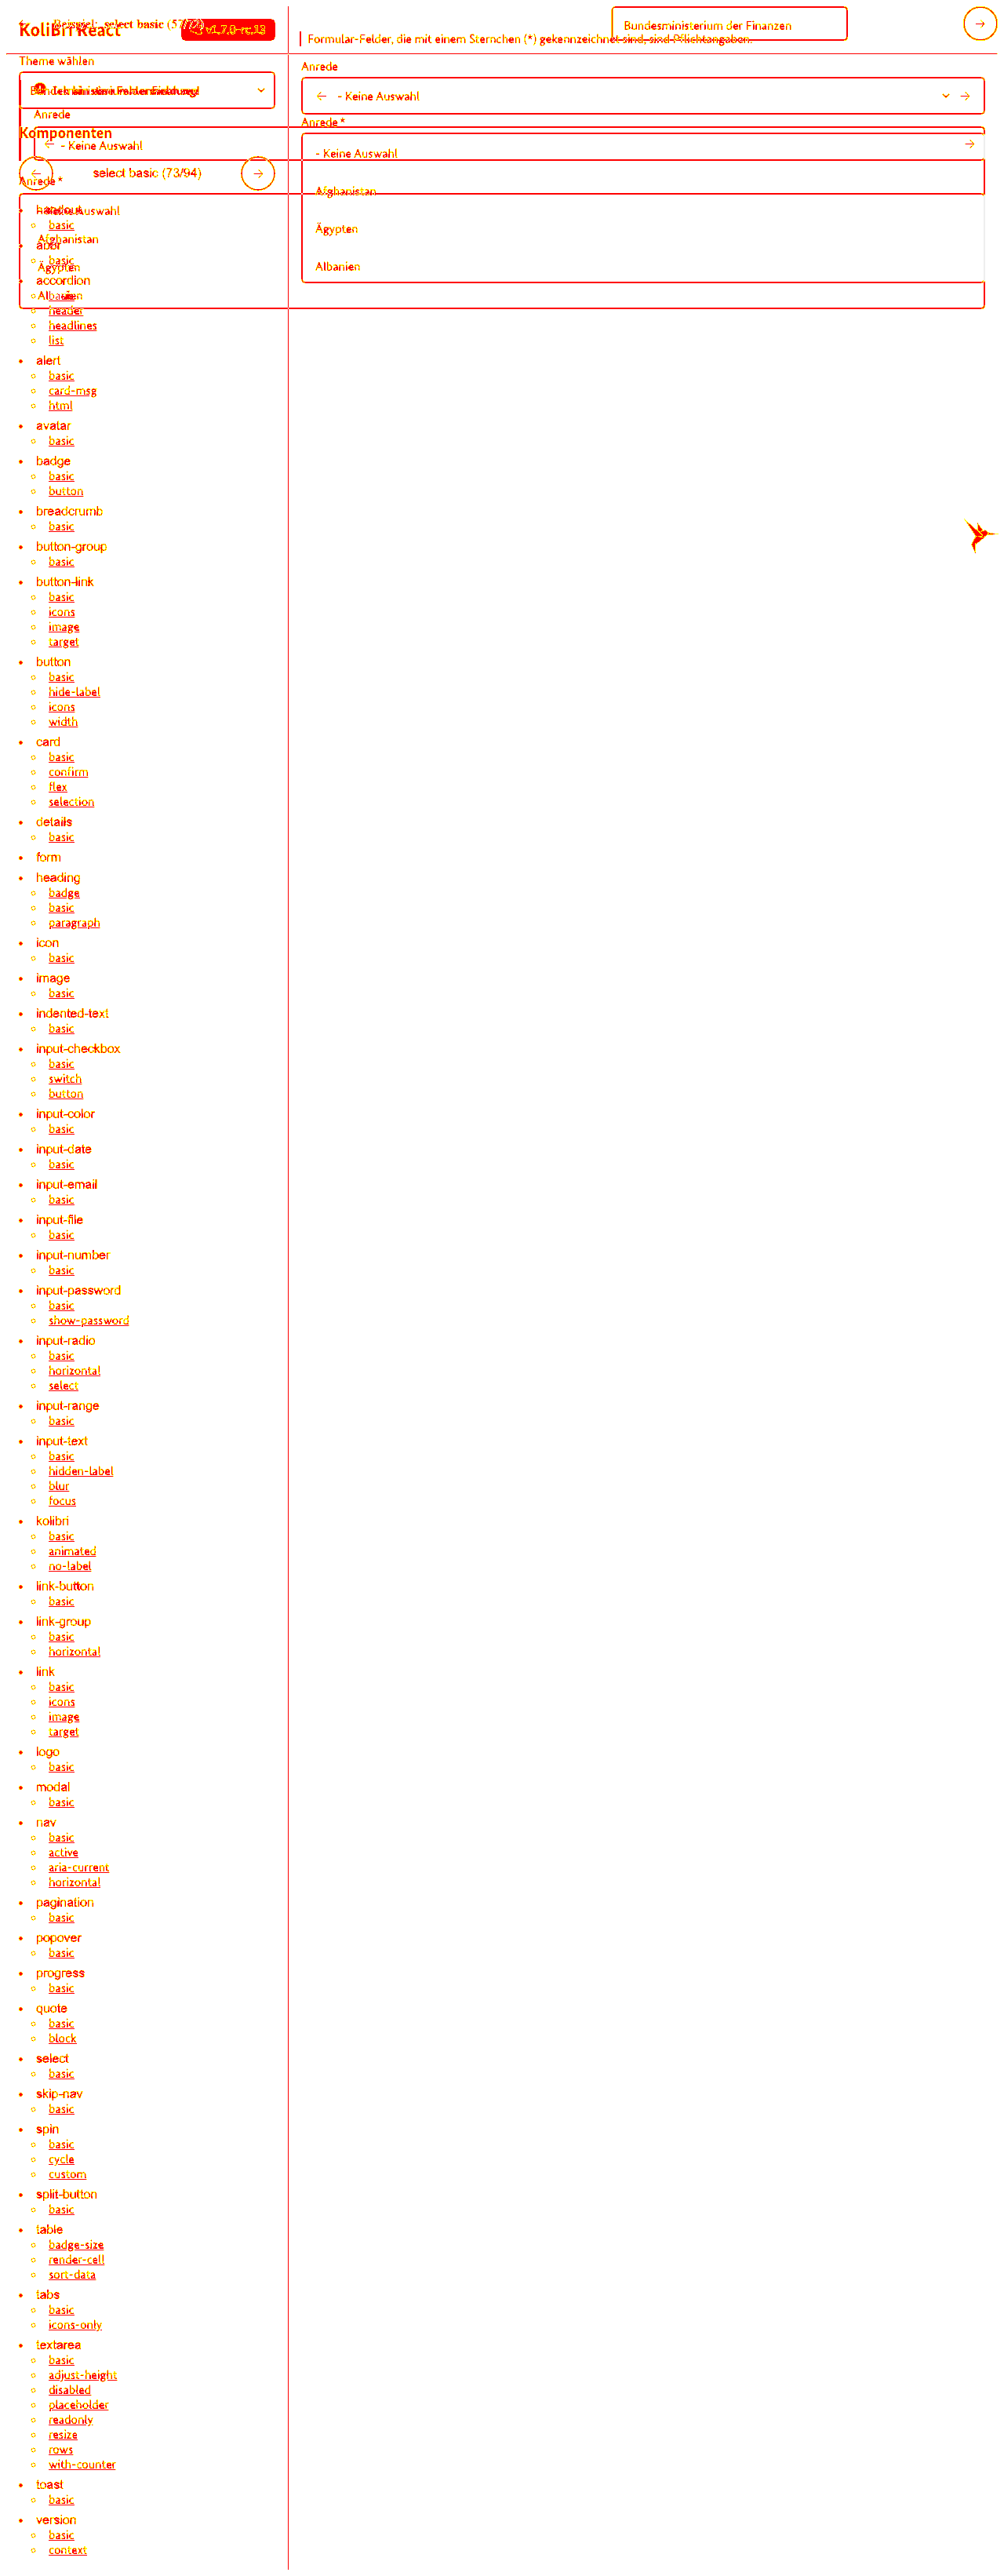 KoliBri React
v1.7.0-rc.13
Beispiel: select basic
Bundesministerium der Finanzen
Formular-Felder, die mit einem Sternchen (*) gekennzeichnet sind, sind Pflichtangaben.
Theme wählen
Anrede
- Keine Auswahl
Anrede *
- Keine Auswahl
Afghanistan
Ägypten
Albanien
Anrede
- Keine Auswahl
Komponenten
select basic (73/94)
Anrede *
Afghanistan
Ägypten
basic
abbr
basic
accordion
header
headlines
list
alert
basic
card-msg
html
avatar
basic
badge
basic
button
breadcrumb
basic
button-group
basic
button-link
basic
icons
image
target
button
basic
hide-label
icons
width
card
basic
confirm
flex
selection
details
basic
form
heading
badge
basic
paragraph
icon
basic
image
basic
indented-text
basic
input-checkbox
basic
switch
button
input-color
basic
input-date
basic
input-email
basic
input-file
basic
input-number
basic
input-password
basic
show-password
input-radio
basic
horizontal
select
input-range
basic
input-text
basic
hidden-label
blur
focus
kolibri
basic
animated
no-label
link-button
basic
link-group
basic
horizontal
link
basic
icons
image
target
logo
basic
modal
basic
nav
basic
active
aria-current
horizontal
pagination
basic
popover
basic
progress
basic
quote
basic
block
select
basic
skip-nav
basic
spin
basic
cycle
custom
split-button
basic
table
badge-size
render-cell
sort-data
tabs
basic
icons-only
textarea
basic
adjust-height
disabled
placeholder
readonly
resize
rows
with-counter
toast
basic
version
basic
context